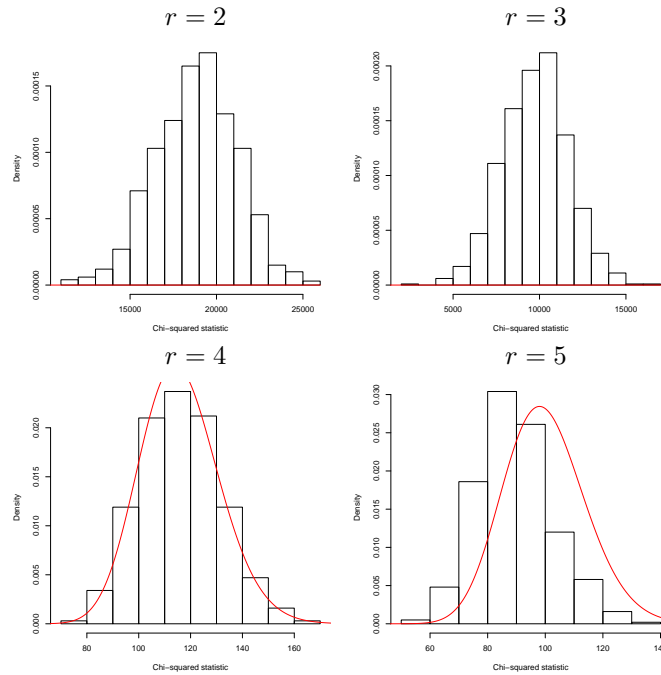 r = 2
r = 3
0.00000 0.00005 0.00010 0.00015
Density
15000 20000 25000
Chi−squared statistic
0.00000 0.00005 0.00010 0.00015 0.00020
Density
5000 10000 15000
Chi−squared statistic
r = 4
r = 5
0.000 0.005 0.010 0.015 0.020
Density
80 100 120 140 160
Chi−squared statistic
0.000 0.005 0.010 0.015 0.020 0.025 0.030
Density
60 80 100 120
Chi−squared statistic